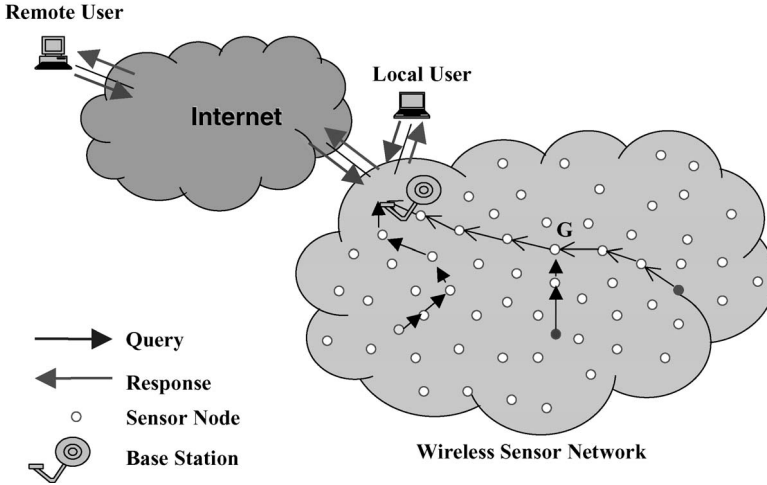 Remote User
Local User
Internet
G
Query
Response
Sensor Node
Base Station
Wireless Sensor Network